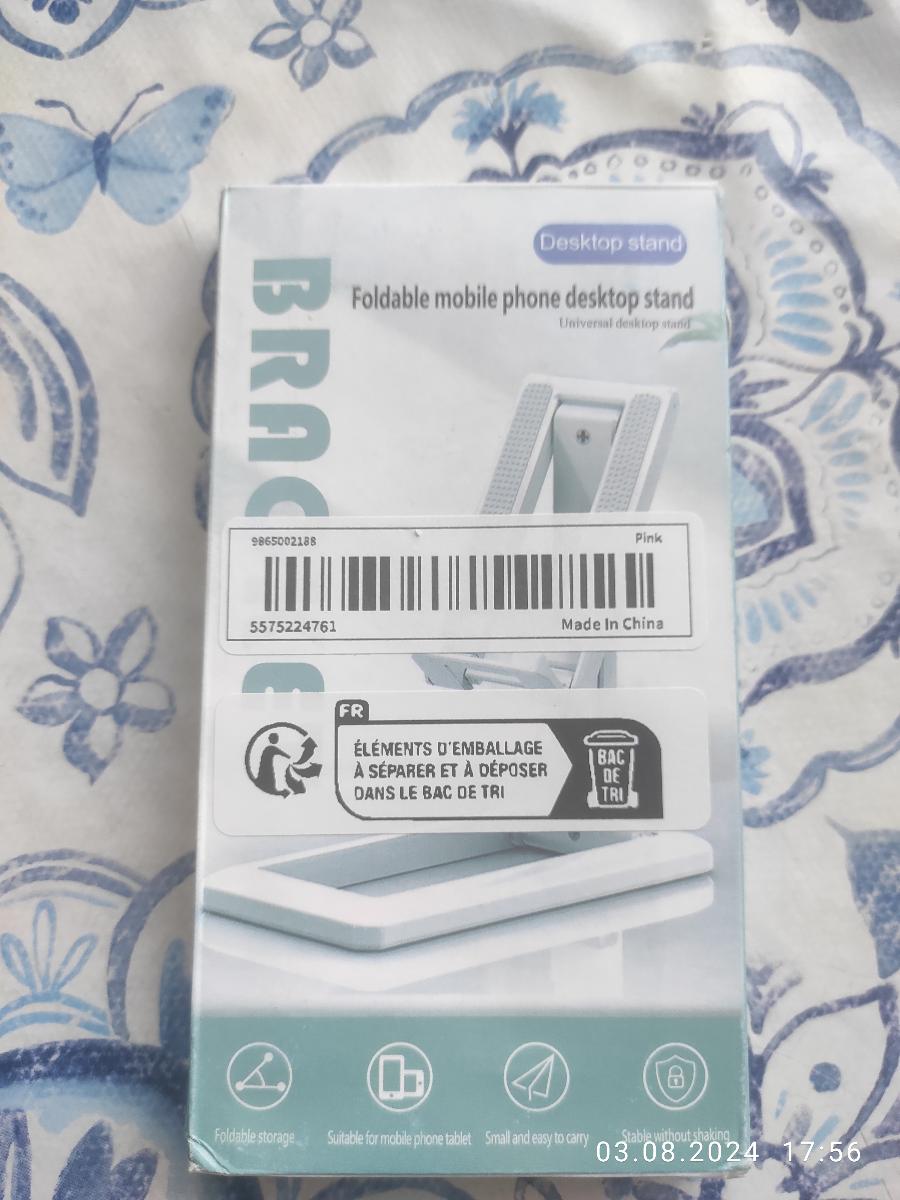 Desktop stand
Foldable mobile phone desktop stand
Universal desktop stand
BRAC E
9865002188
Pink
5575224761
Made In China
FR
ÉLÉMENTS D'EMBALLAGE
À SÉPARER ET À DÉPOSER
DANS LE BAC DE TRI
BAC
DE
TRI
Foldable storage
Suitable for mobile phone tablet
Small and easy to carry
Stable without shaking
03.08.2024 17:56